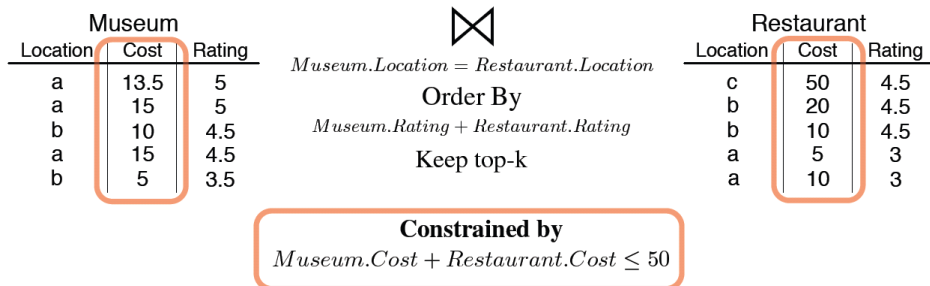 Museum
Location Cost Rating
a 13.5 5
a 15 5
b 10 4.5
a 15 4.5
b 5 3.5
⋈
Museum.Location = Restaurant.Location
Order By
Museum.Rating + Restaurant.Rating
Keep top-k
Restaurant
Location Cost Rating
c 50 4.5
b 20 4.5
b 10 4.5
a 5 3
a 10 3
Constrained by
Museum.Cost + Restaurant.Cost ≤ 50